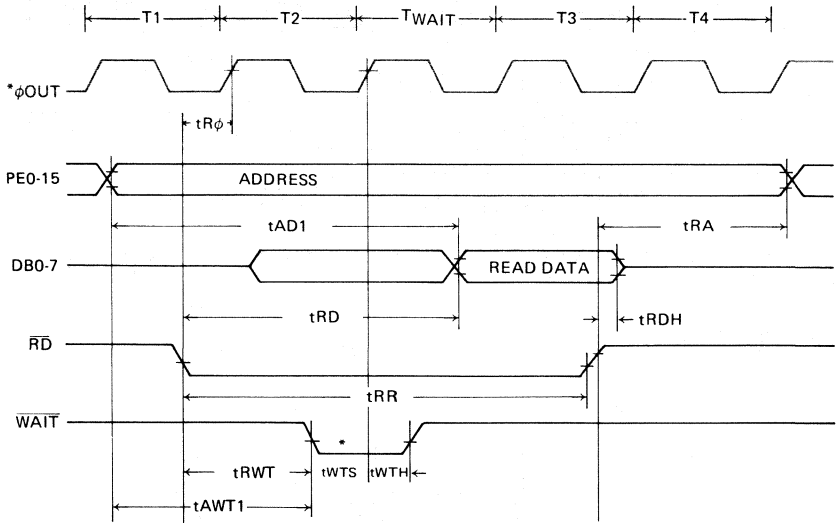 T1 T2 TWAIT T3 T4
*ϕOUT
tRϕ
PE0-15 ADDRESS
tAD1 tRA
DB0-7 READ DATA
tRD tRDH
RD
tRR
WAIT *
tRWT tWTS tWTH
tAWT1